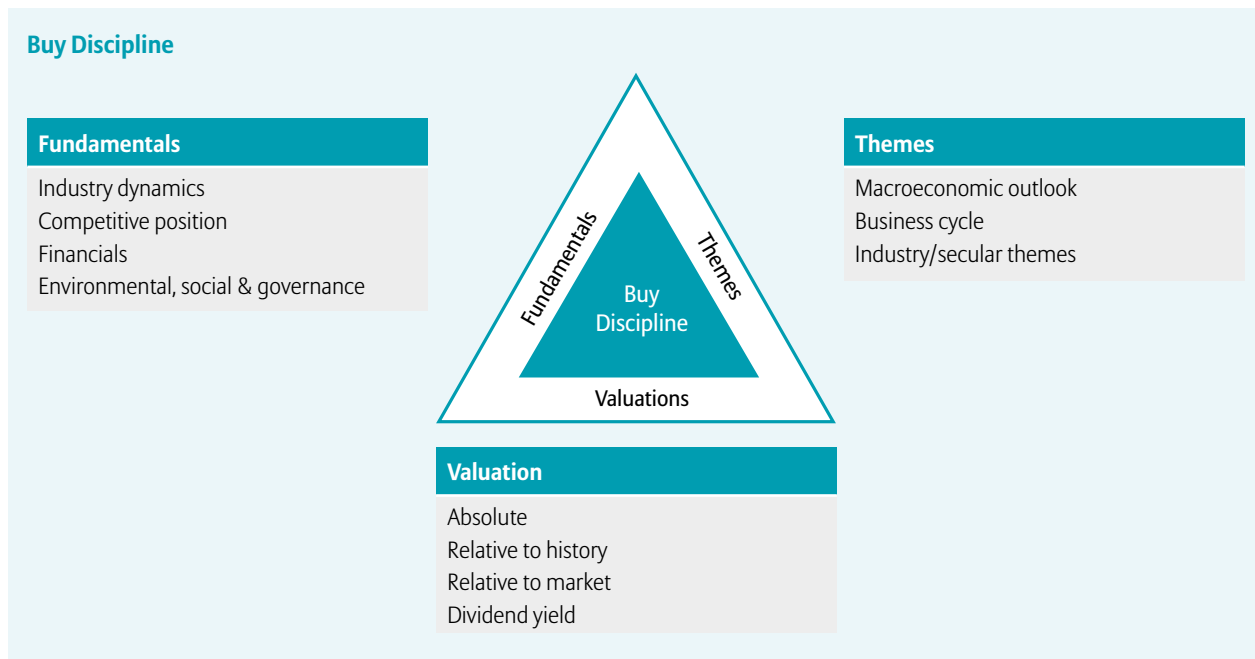 Buy Discipline
Fundamentals
Industry dynamics
Competitive position
Financials
Environmental, social & governance
Fundamentals
Themes
Buy
Discipline
Valuations
Themes
Macroeconomic outlook
Business cycle
Industry/secular themes
Valuation
Absolute
Relative to history
Relative to market
Dividend yield